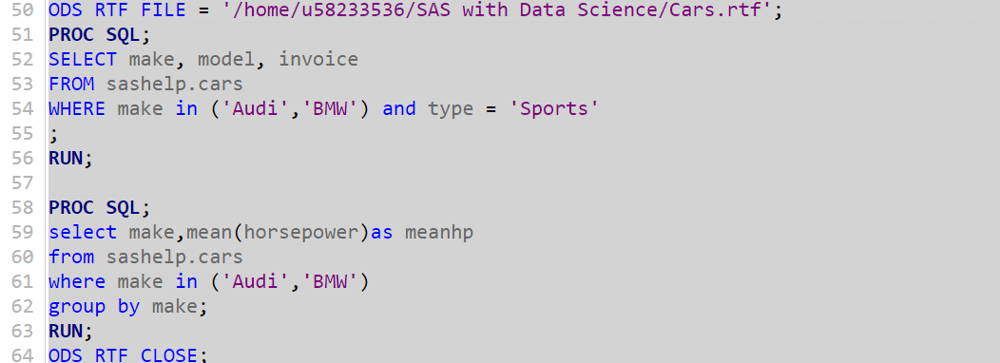 50 ODS RTF FILE = '/home/u58233536/SAS with Data Science/Cars.rtf';
51 PROC SQL;
52 SELECT make, model, invoice
53 FROM sashelp.cars
54 WHERE make in ('Audi','BMW') and type = 'Sports'
55 ;
56 RUN;
57
58 PROC SQL;
59 select make,mean(horsepower)as meanhp
60 from sashelp.cars
61 where make in ('Audi','BMW')
62 group by make;
63 RUN;
64 ODS RTF CLOSE;